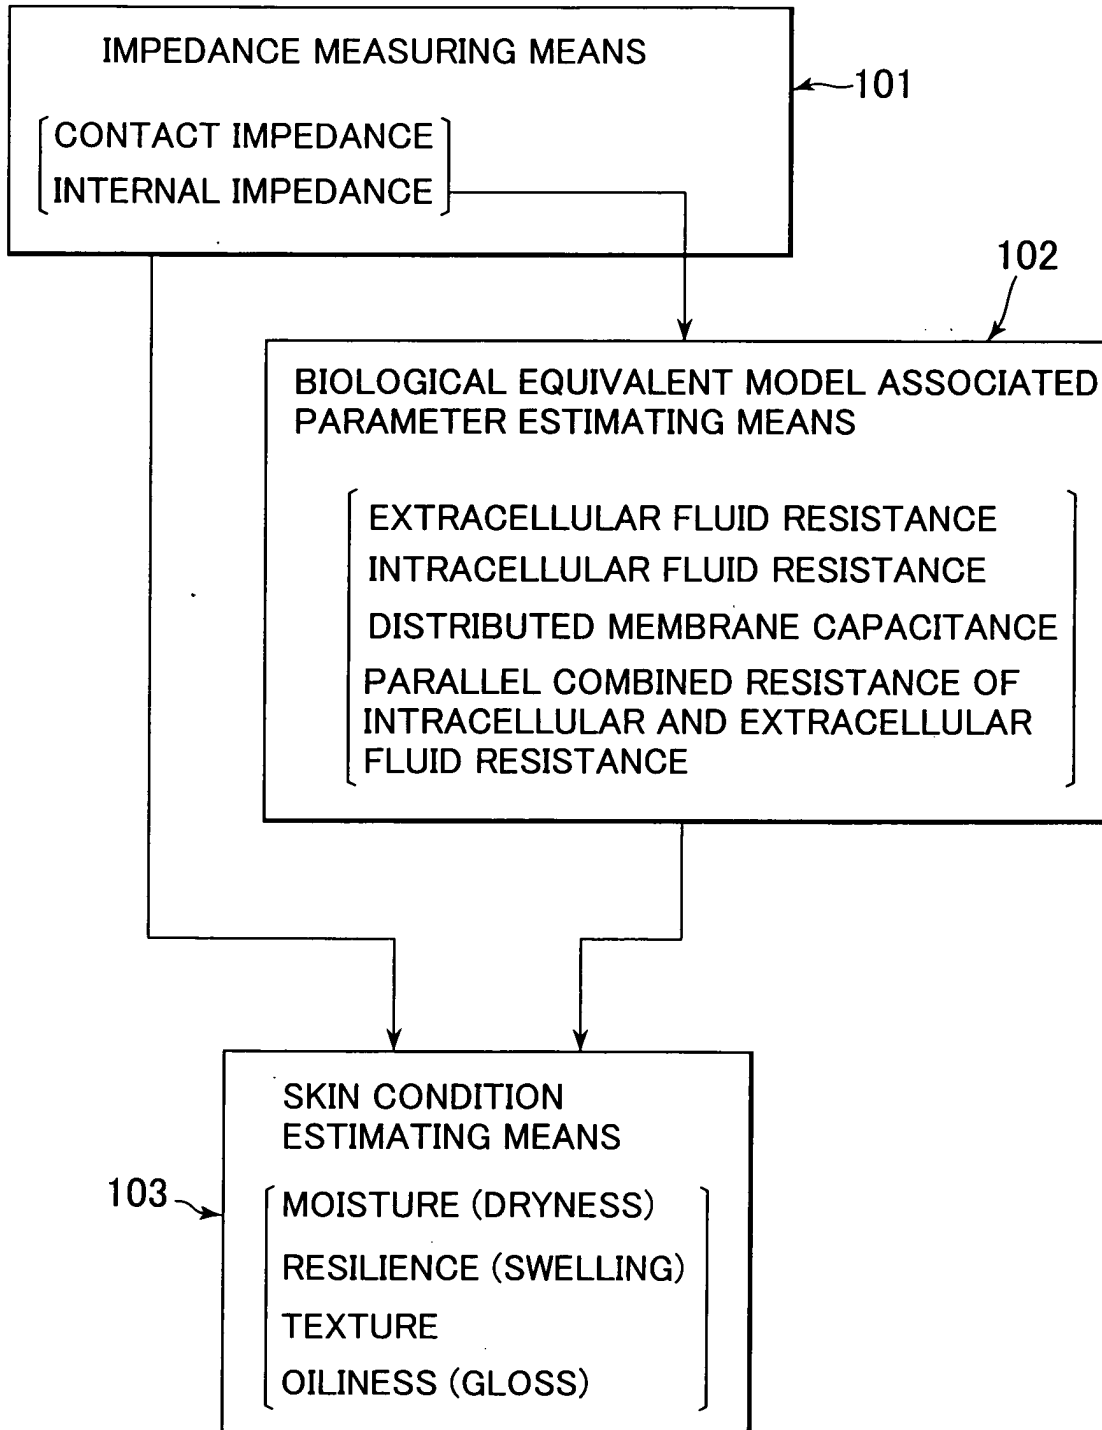 IMPEDANCE MEASURING MEANS
101
CONTACT IMPEDANCE
INTERNAL IMPEDANCE
102
BIOLOGICAL EQUIVALENT MODEL ASSOCIATED
PARAMETER ESTIMATING MEANS
EXTRACELLULAR FLUID RESISTANCE
INTRACELLULAR FLUID RESISTANCE
DISTRIBUTED MEMBRANE CAPACITANCE
PARALLEL COMBINED RESISTANCE OF
INTRACELLULAR AND EXTRACELLULAR
FLUID RESISTANCE
SKIN CONDITION
ESTIMATING MEANS
103
MOISTURE (DRYNESS)
RESILIENCE (SWELLING)
TEXTURE
OILINESS (GLOSS)